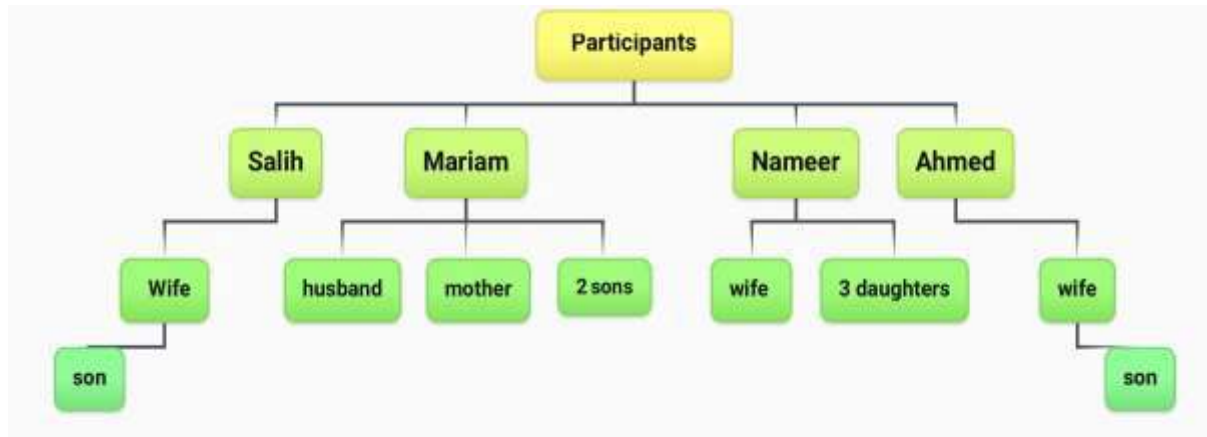 Participants
Salih
Mariam
Nameer
Ahmed
Wife
husband
mother
2 sons
wife
3 daughters
wife
son
son